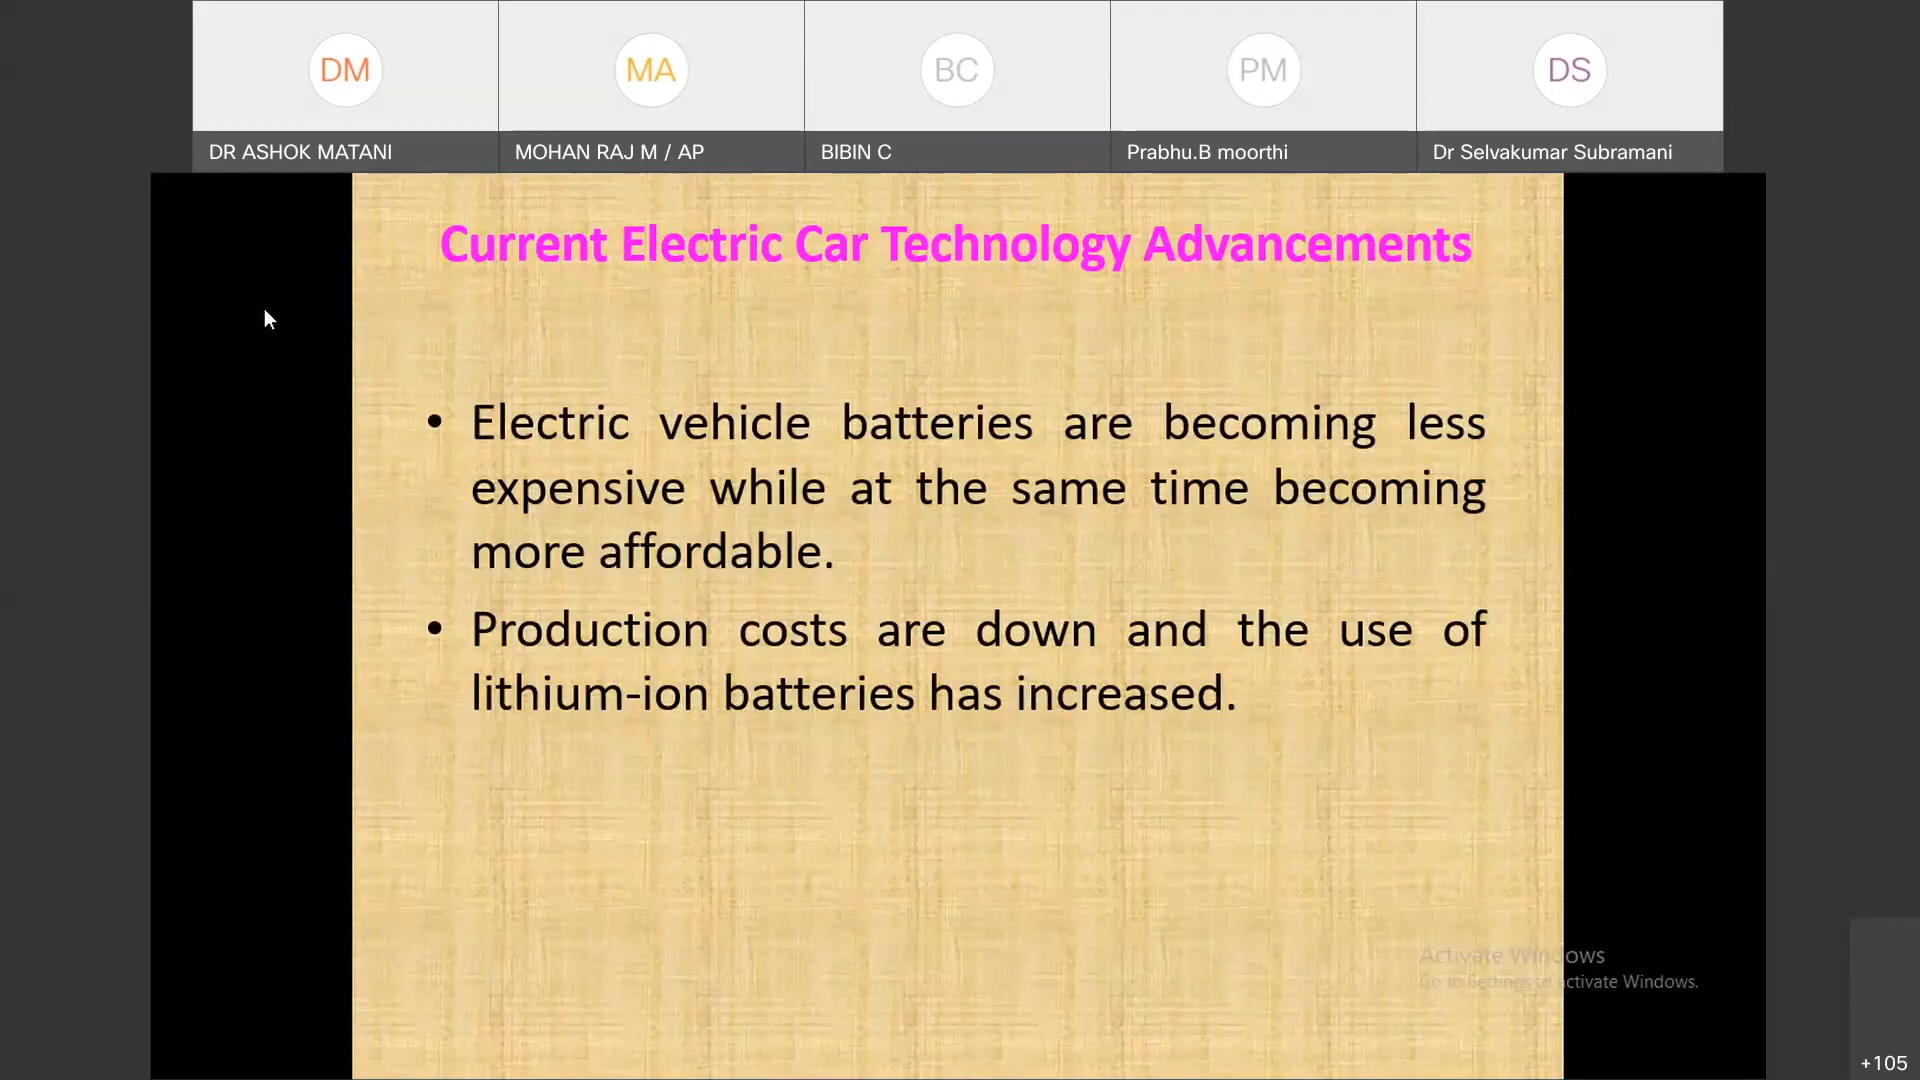 DM
MA
BC
PM
DS
DR ASHOK MATANI
MOHAN RAJ M / AP
BIBIN C
Prabhu.B moorthi
Dr Selvakumar Subramani
Current Electric Car Technology Advancements
• Electric vehicle batteries are becoming less
expensive while at the same time becoming
more affordable.
• Production costs are down and the use of
lithium-ion batteries has increased.
Activate Windows
Go to Settings to activate Windows.
+105